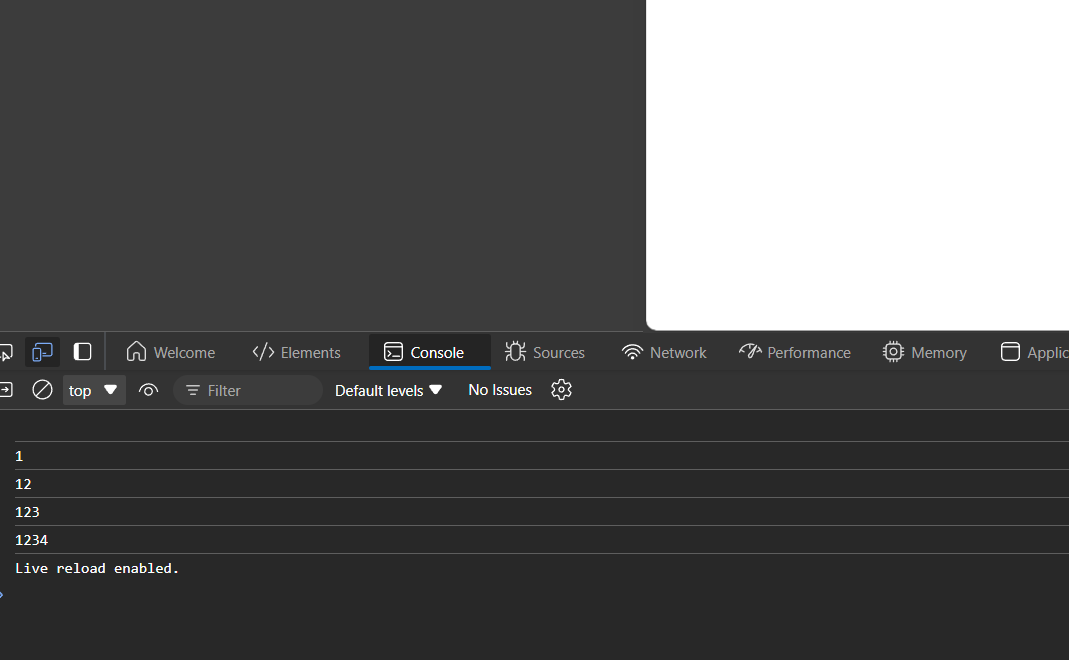 Welcome Elements Console Sources Network Performance Memory Applic
top Filter Default levels No Issues
1
12
123
1234
Live reload enabled.